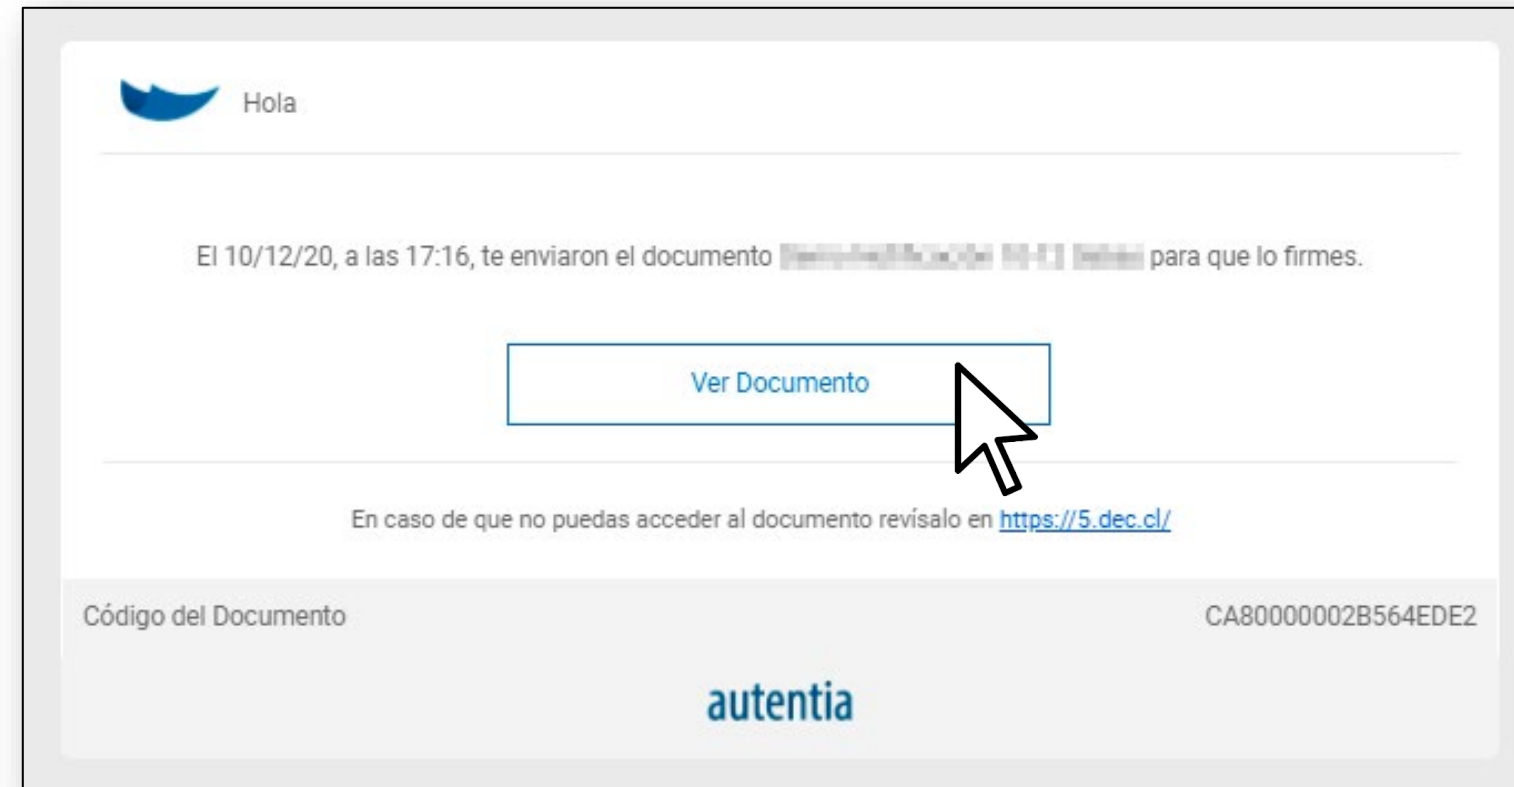 Hola
El 10/12/20, a las 17:16, te enviaron el documento para que lo firmes.
Ver Documento
En caso de que no puedas acceder al documento revísalo en https://5.dec.cl/
Código del Documento CA80000002B564EDE2
autentia